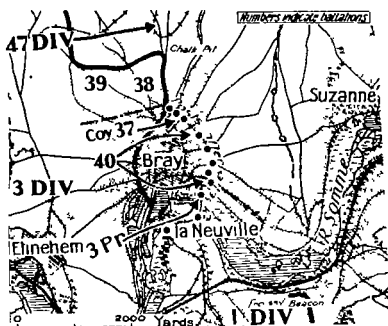 Numbers indicate battalions
47 DIV
Chalk Pit
39 38
Suzanne
Coy 37
40
Bray
3 DIV
R. Somme
Etinehem
3 Pr.
la Neuville
0 2000
1 DIV